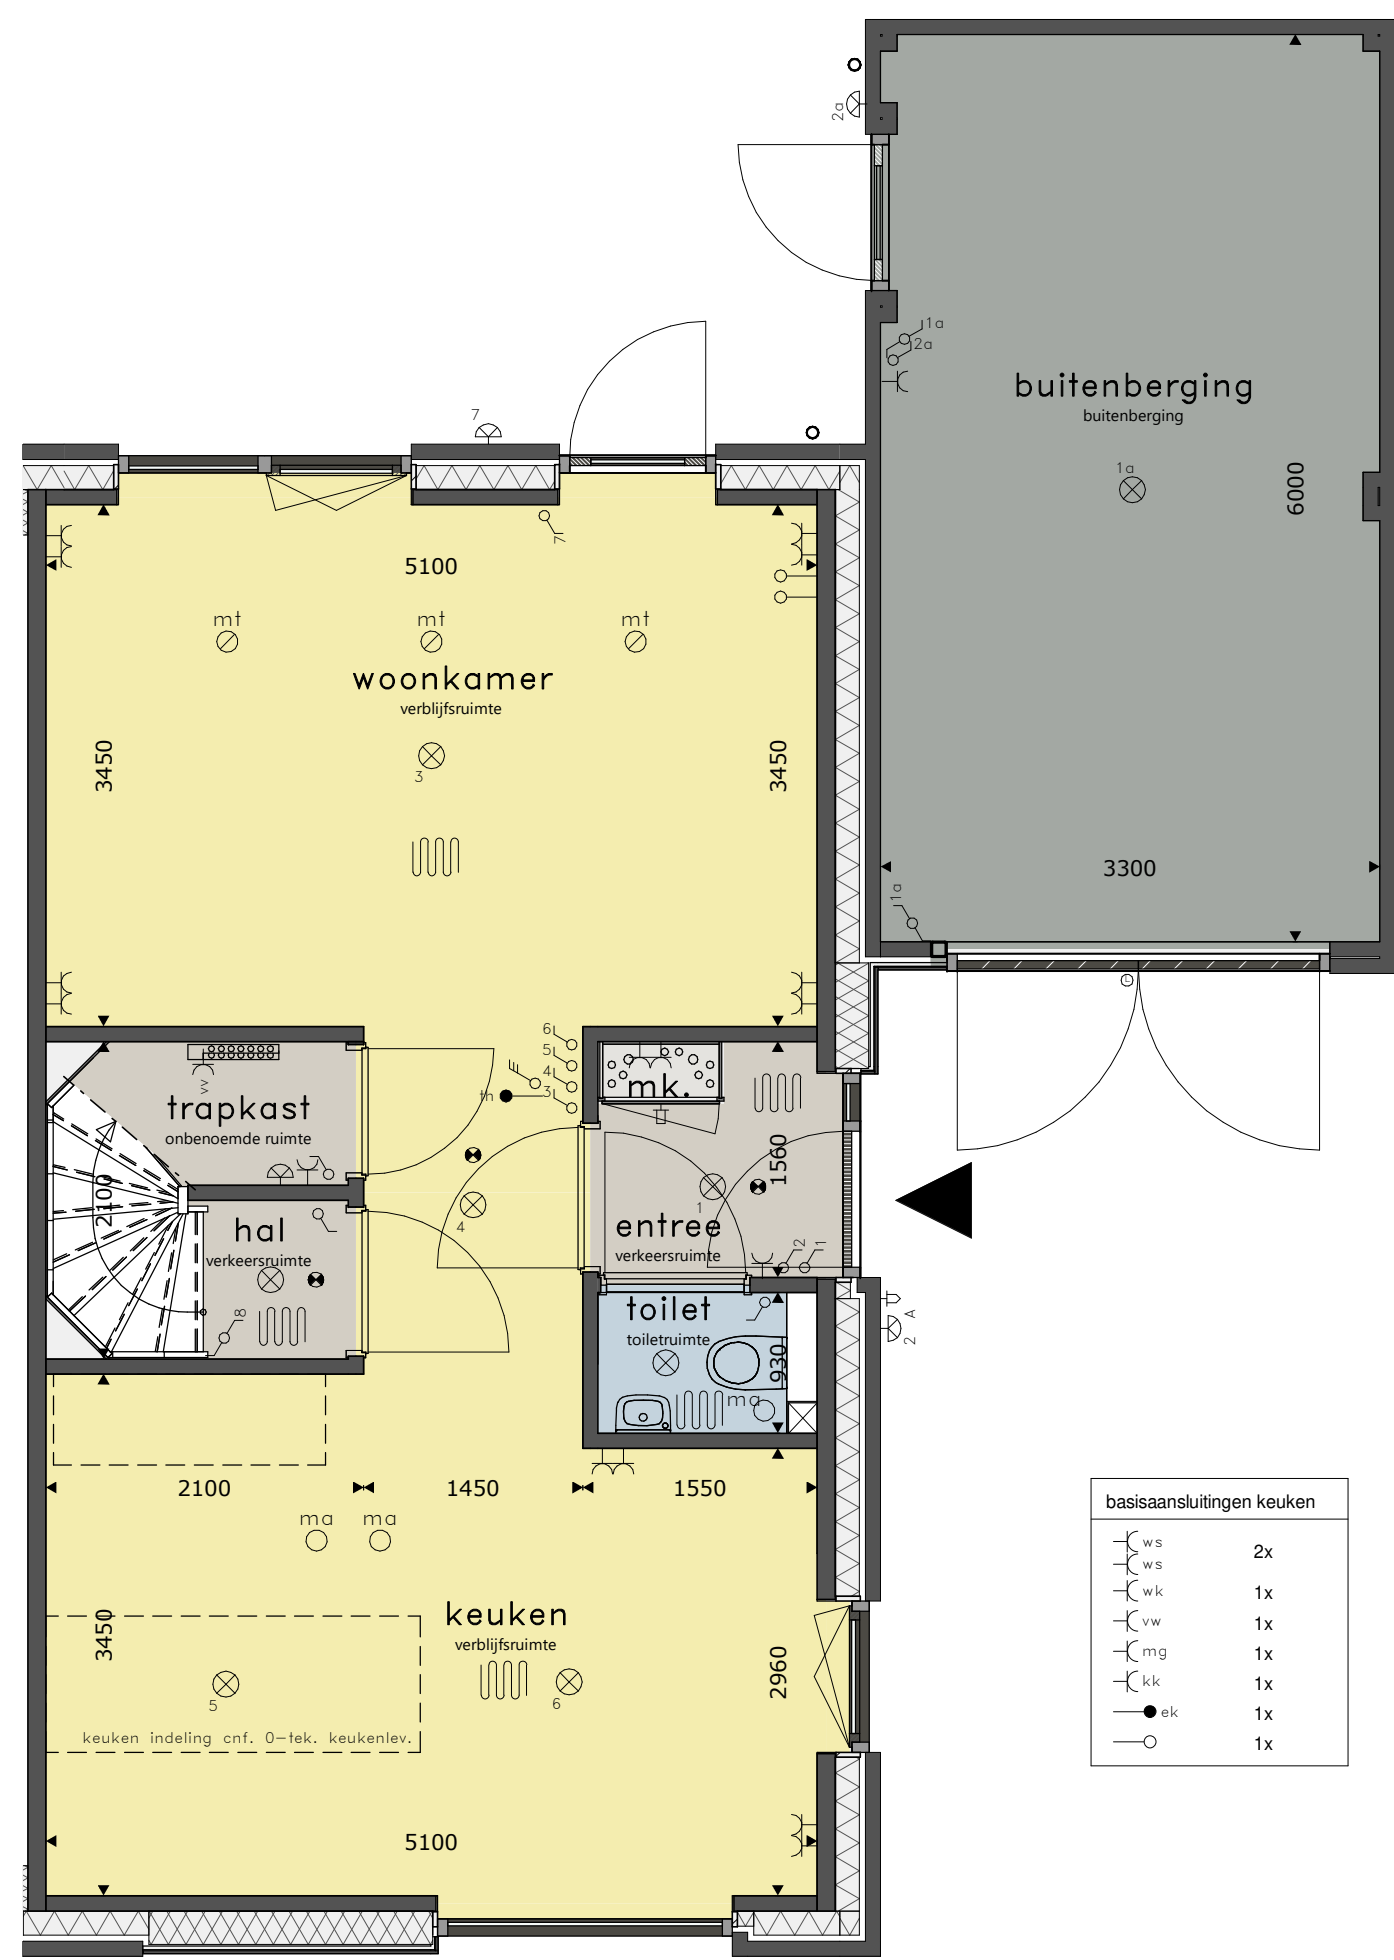 2a
1a
2a
buitenberging
buitenberging
1a
6000
7
7
5100
mt
mt
mt
woonkamer
verblijfsruimte
3450
3450
3
3300
1a
6
5
4
3
th
mk.
vv
trapkast
onbenoemde ruimte
2100
1560
1
hal
verkeersruimte
4
entree
verkeersruimte
2
1
8
toilet
toiletruimte
930
ma
A
2
2100
1450
1550
ma
ma
basisaansluitingen keuken
ws
ws
2x
wk
1x
vw
1x
mg
1x
kk
1x
ek
1x
1x
keuken
verblijfsruimte
3450
2960
5
6
keuken indeling cnf. 0-tek. keukenlev.
5100